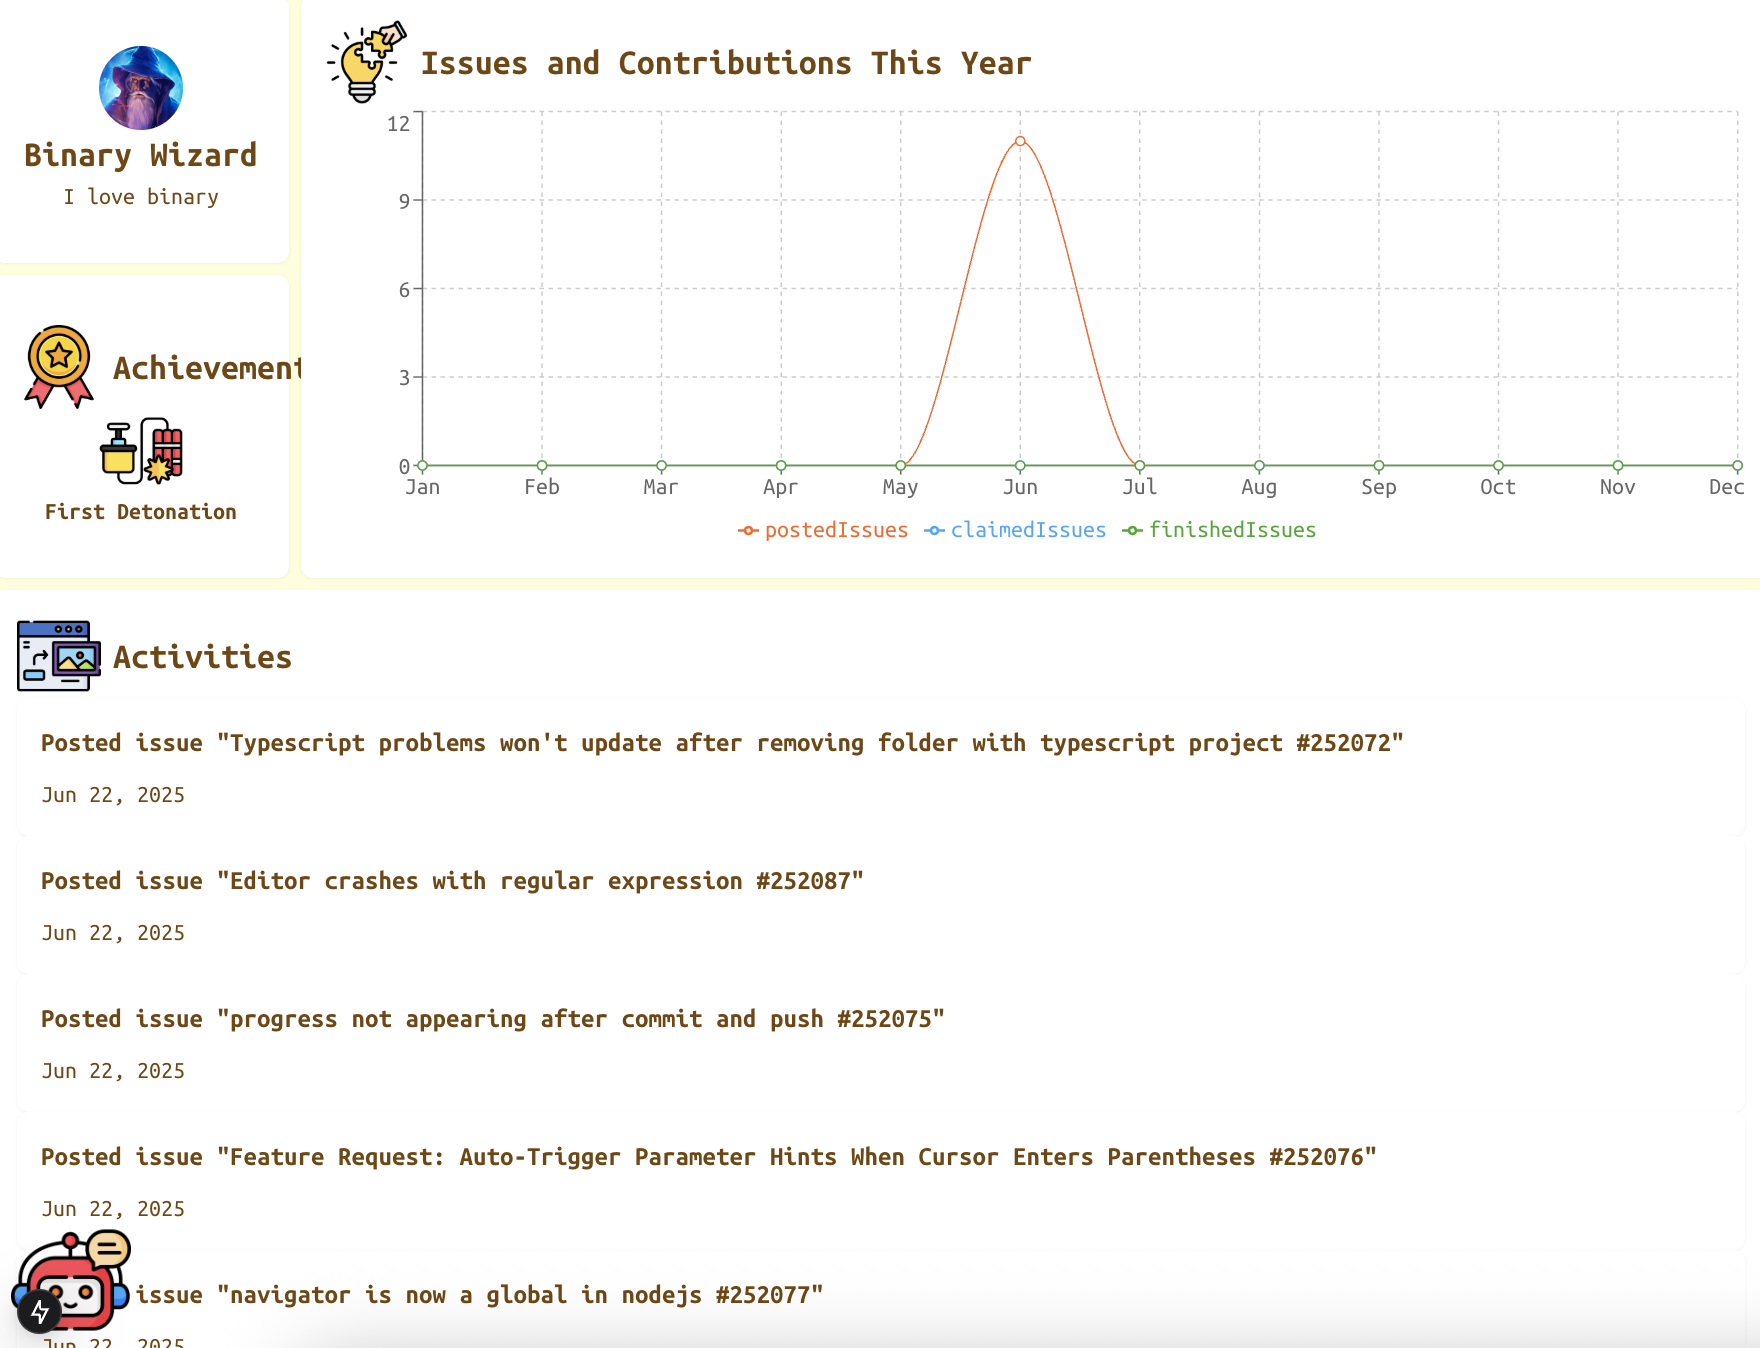 Binary Wizard
I love binary
Achievement
First Detonation
Issues and Contributions This Year
12
9
6
3
0
Jan Feb Mar Apr May Jun Jul Aug Sep Oct Nov Dec
postedIssues claimedIssues finishedIssues
Activities
Posted issue "Typescript problems won't update after removing folder with typescript project #252072"
Jun 22, 2025
Posted issue "Editor crashes with regular expression #252087"
Jun 22, 2025
Posted issue "progress not appearing after commit and push #252075"
Jun 22, 2025
Posted issue "Feature Request: Auto-Trigger Parameter Hints When Cursor Enters Parentheses #252076"
Jun 22, 2025
issue "navigator is now a global in nodejs #252077"
Jun 22, 2025